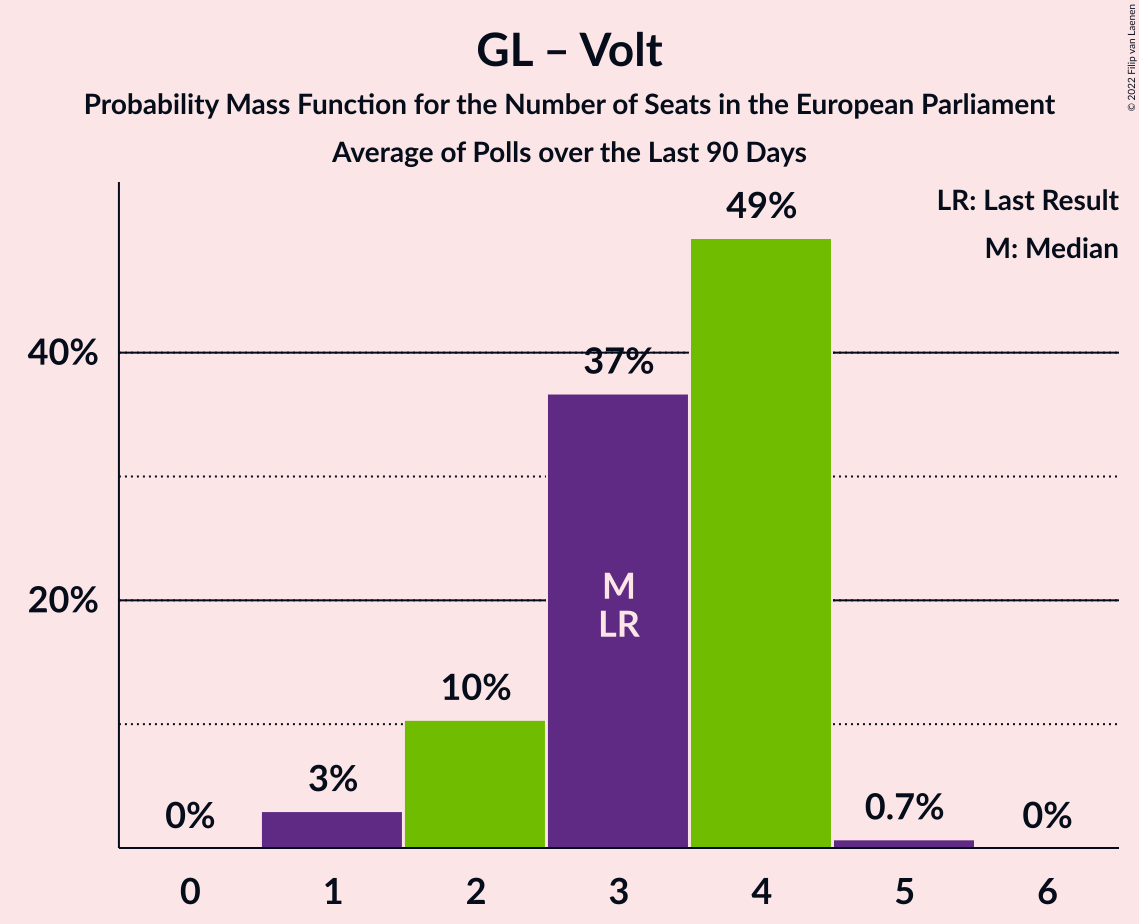 GL – Volt
Probability Mass Function for the Number of Seats in the European Parliament
Average of Polls over the Last 90 Days
© 2022 Filip van Laenen
LR: Last Result
M: Median
49%
40%
37%
20%
M
LR
10%
3%
0%
0.7%
0%
0 1 2 3 4 5 6